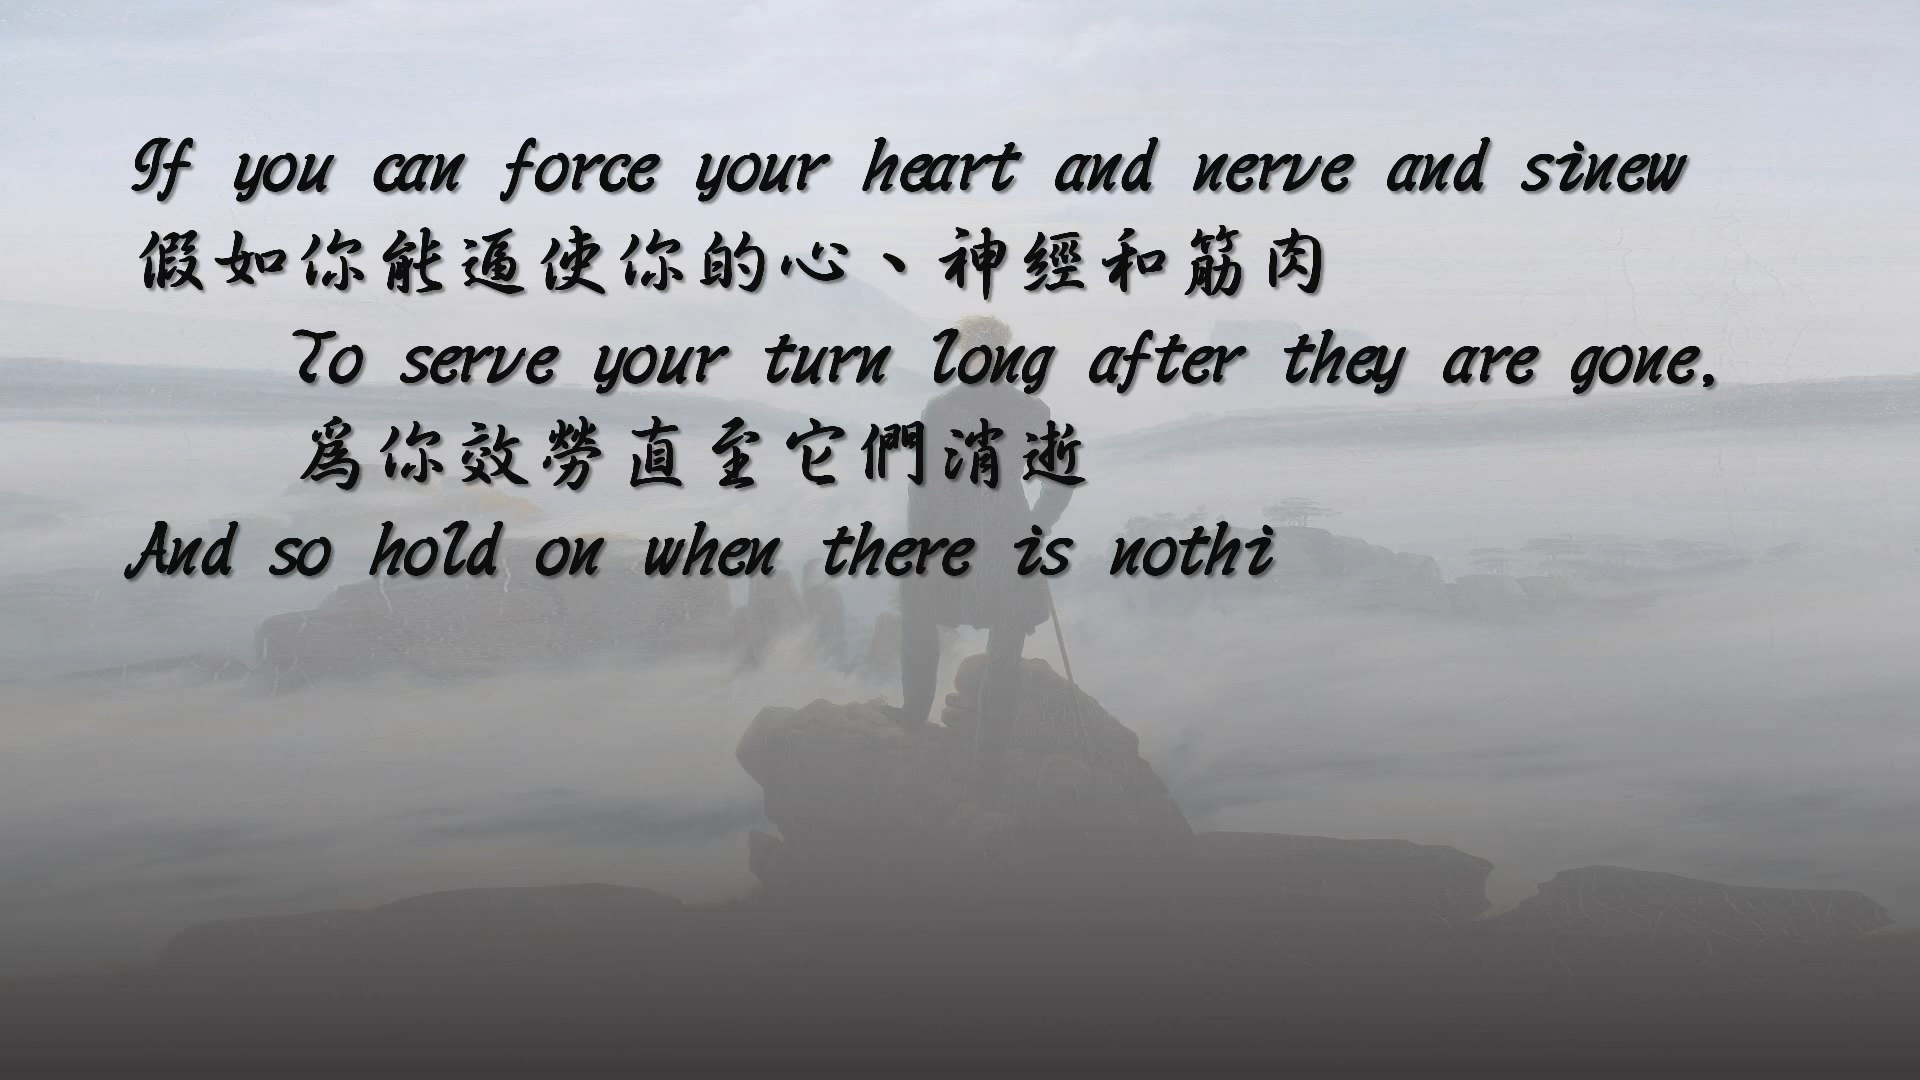 If you can force your heart and nerve and sinew
假如你能逼使你的心、神經和筋肉
To serve your turn long after they are gone,
爲你效勞直至它們消逝
And so hold on when there is nothi